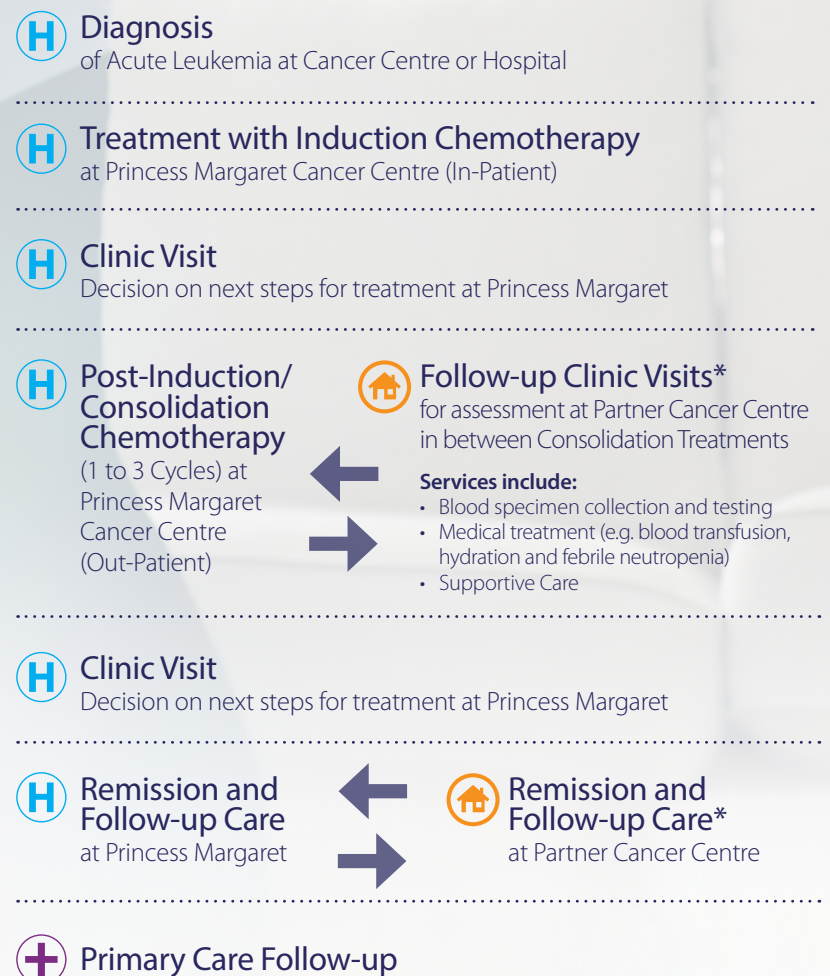 H Diagnosis
of Acute Leukemia at Cancer Centre or Hospital
H Treatment with Induction Chemotherapy
at Princess Margaret Cancer Centre (In-Patient)
H Clinic Visit
Decision on next steps for treatment at Princess Margaret
H Post-Induction/
Consolidation
Chemotherapy
(1 to 3 Cycles) at
Princess Margaret
Cancer Centre
(Out-Patient)
Follow-up Clinic Visits*
for assessment at Partner Cancer Centre
in between Consolidation Treatments
Services include:
• Blood specimen collection and testing
• Medical treatment (e.g. blood transfusion,
hydration and febrile neutropenia)
• Supportive Care
H Clinic Visit
Decision on next steps for treatment at Princess Margaret
H Remission and
Follow-up Care
at Princess Margaret
Remission and
Follow-up Care*
at Partner Cancer Centre
Primary Care Follow-up